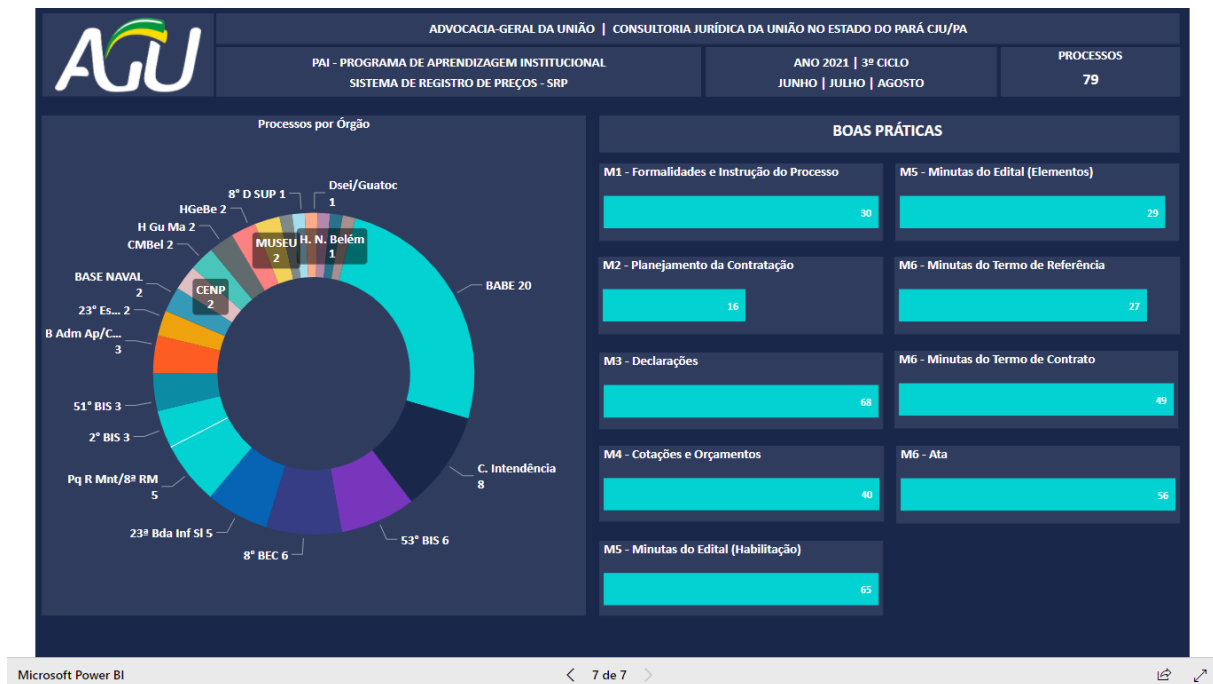 AGU
ADVOCACIA-GERAL DA UNIÃO | CONSULTORIA JURÍDICA DA UNIÃO NO ESTADO DO PARÁ CJU/PA
PAI - PROGRAMA DE APRENDIZAGEM INSTITUCIONAL
SISTEMA DE REGISTRO DE PREÇOS - SRP
ANO 2021 | 3º CICLO
JUNHO | JULHO | AGOSTO
PROCESSOS
79
Processos por Órgão
Dsei/Guatoc
1
8° D SUP 1
HGeBe 2
H Gu Ma 2
CMBel 2
MUSEU
2
H. N. Belém
1
BASE NAVAL
2
CENP
2
23° Es... 2
B Adm Ap/C...
3
51° BIS 3
2° BIS 3
Pq R Mnt/8ª RM
5
23ª Bda Inf Sl 5
8° BEC 6
53° BIS 6
C. Intendência
8
BABE 20
BOAS PRÁTICAS
M1 - Formalidades e Instrução do Processo
30
M5 - Minutas do Edital (Elementos)
29
M2 - Planejamento da Contratação
16
M6 - Minutas do Termo de Referência
27
M3 - Declarações
68
M6 - Minutas do Termo de Contrato
49
M4 - Cotações e Orçamentos
40
M6 - Ata
56
M5 - Minutas do Edital (Habilitação)
65
Microsoft Power BI
7 de 7